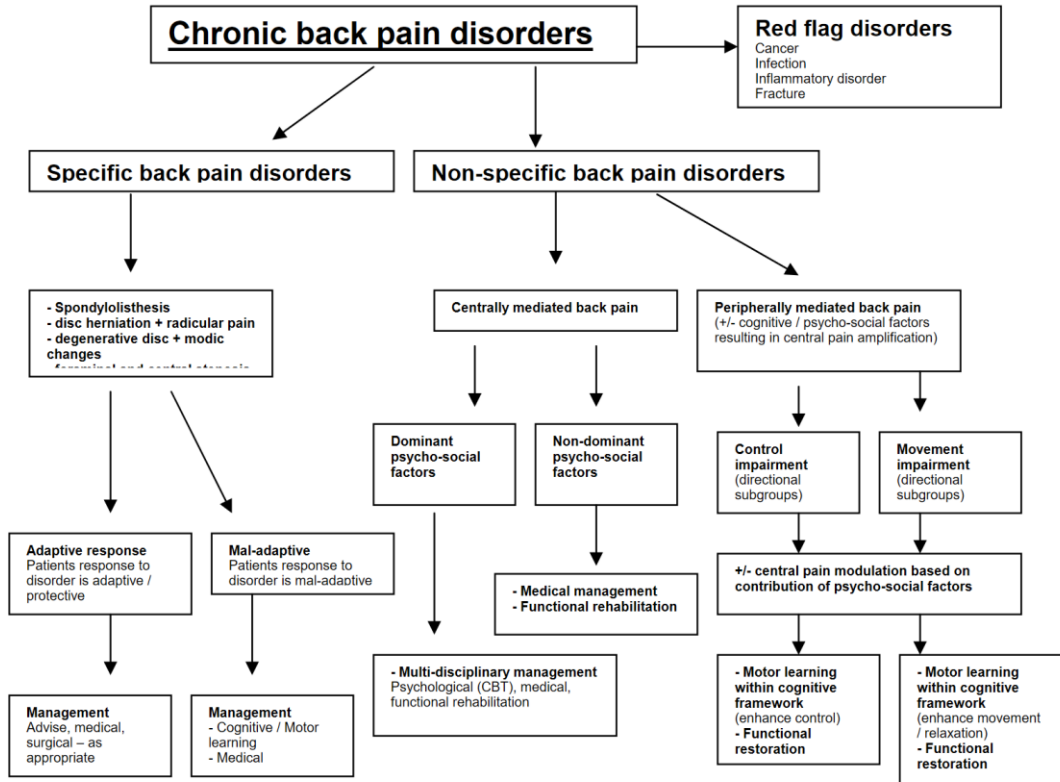 Chronic back pain disorders
Red flag disorders
Cancer
Infection
Inflammatory disorder
Fracture
Specific back pain disorders
Non-specific back pain disorders
- Spondylolisthesis
- disc herniation + radicular pain
- degenerative disc + modic
changes
Centrally mediated back pain
Peripherally mediated back pain
(+/- cognitive / psycho-social factors
resulting in central pain amplification)
Dominant
psycho-social
factors
Non-dominant
psycho-social
factors
Control
impairment
(directional
subgroups)
Movement
impairment
(directional
subgroups)
Adaptive response
Patients response to
disorder is adaptive /
protective
Mal-adaptive
Patients response to
disorder is mal-adaptive
- Medical management
- Functional rehabilitation
+/- central pain modulation based on
contribution of psycho-social factors
- Multi-disciplinary management
Psychological (CBT), medical,
functional rehabilitation
Management
Advise, medical,
surgical – as
appropriate
Management
- Cognitive / Motor
learning
- Medical
- Motor learning
within cognitive
framework
(enhance control)
- Functional
restoration
- Motor learning
within cognitive
framework
(enhance movement
/ relaxation)
- Functional
restoration